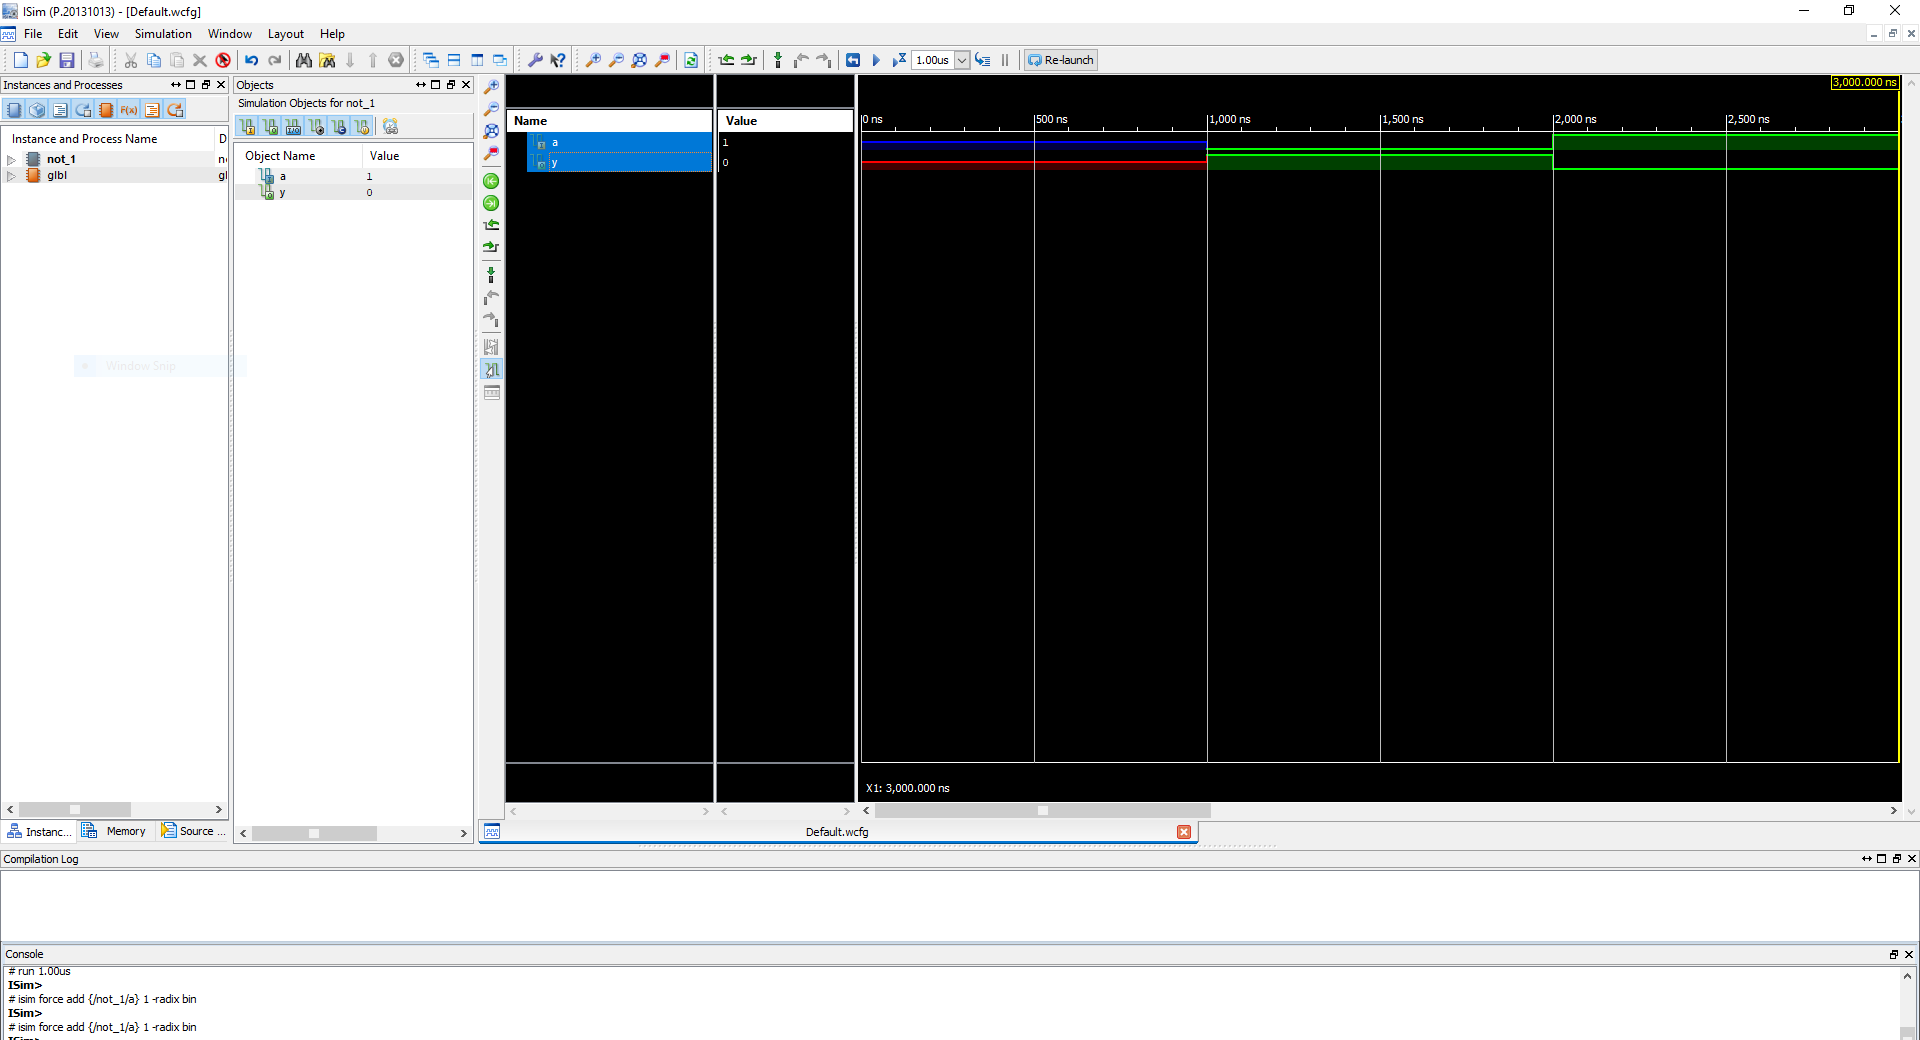 ISim (P.20131013) - [Default.wcfg]
File Edit View Simulation Window Layout Help
1.00us Re-launch
Instances and Processes
Objects
Simulation Objects for not_1
F(x)
Instance and Process Name D
not_1
glbl
Object Name Value
a 1
y 0
Window Snip
Name Value
a 1
y 0
3,000.000 ns
0 ns 500 ns 1,000 ns 1,500 ns 2,000 ns 2,500 ns
X1: 3,000.000 ns
Instanc... Memory Source ...
Default.wcfg
Compilation Log
Console
# run 1.00us
ISim>
# isim force add {/not_1/a} 1 -radix bin
ISim>
# isim force add {/not_1/a} 1 -radix bin
ISim>